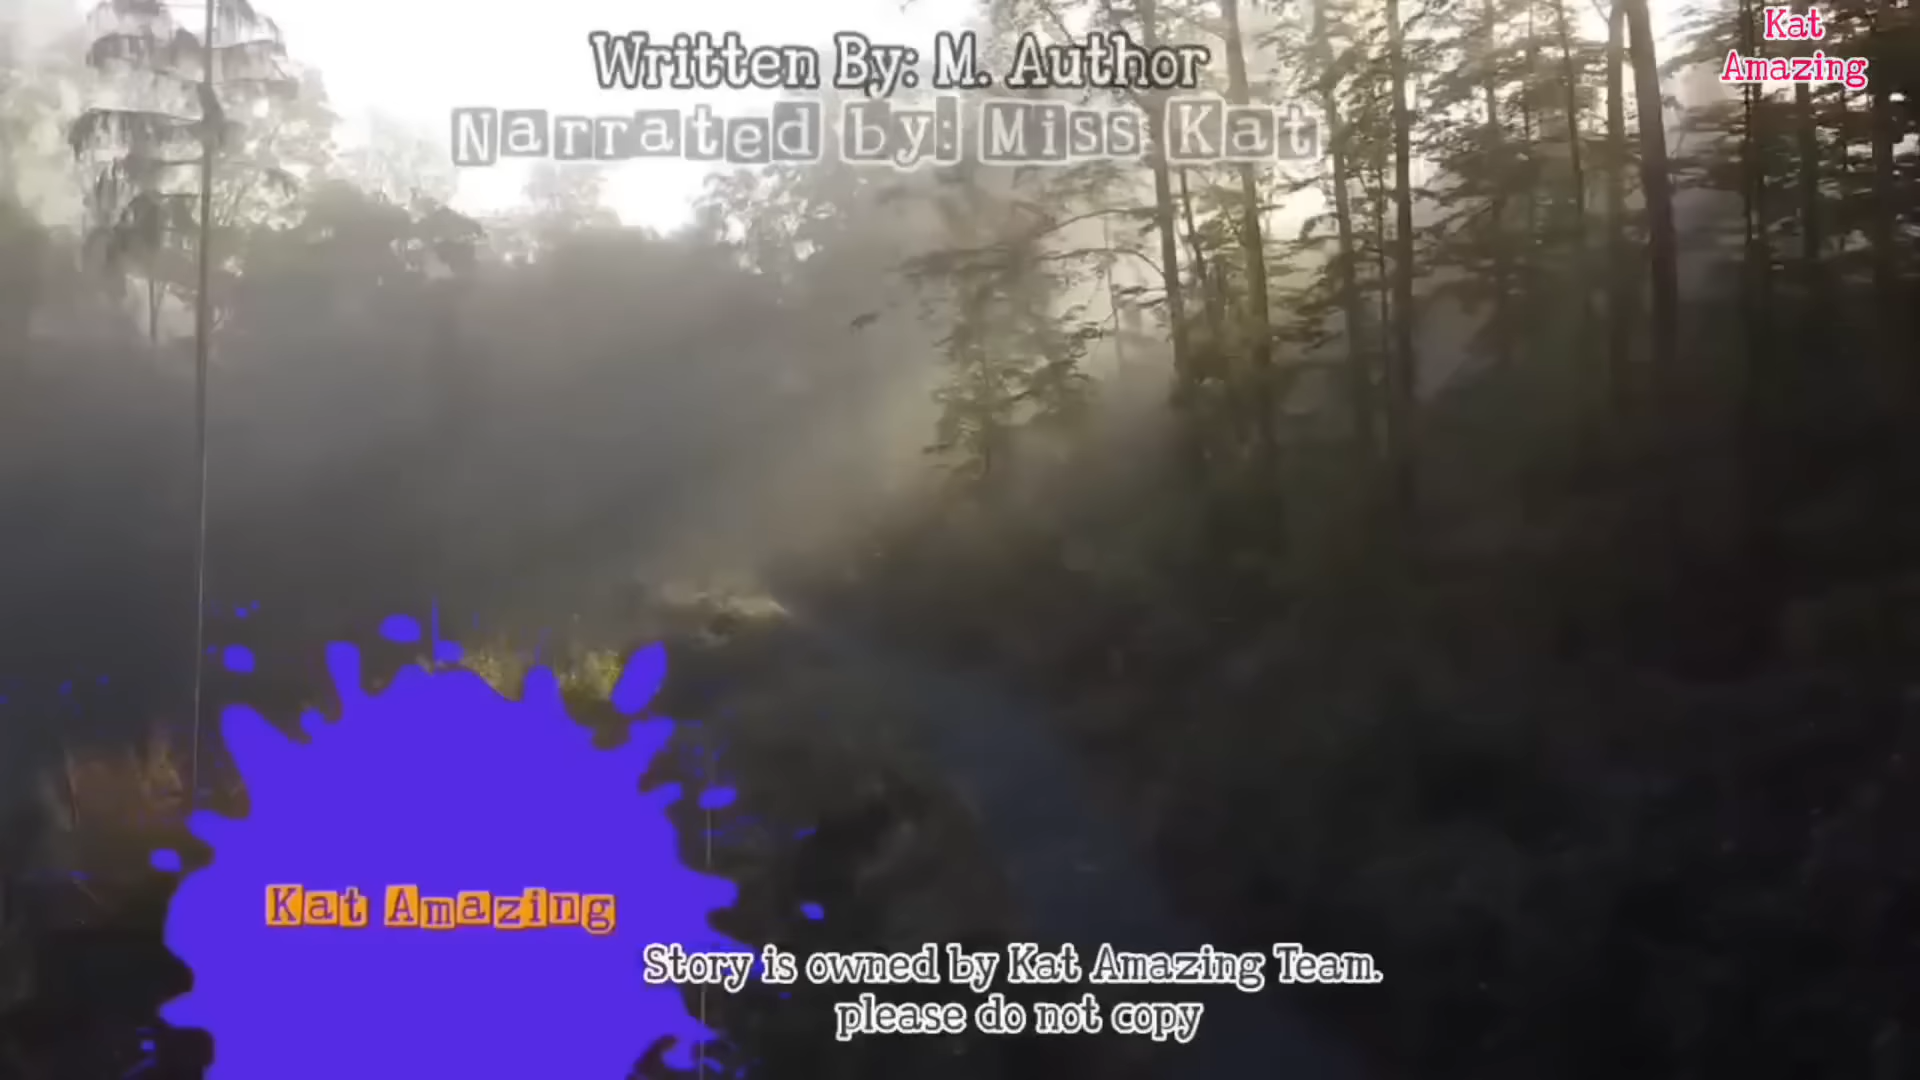 Written By: M. Author
Narrated by: Miss Kat
Kat
Amazing
Kat Amazing
Story is owned by Kat Amazing Team.
please do not copy